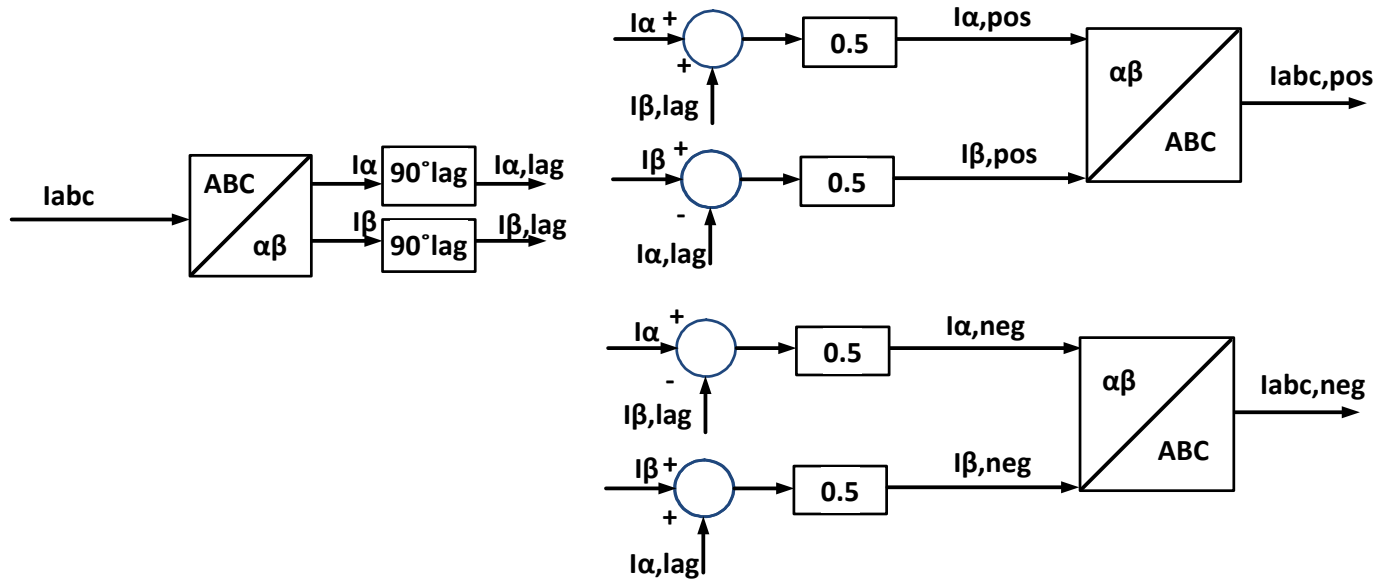 Iabc
ABC
αβ
Iα
90°lag
Iα,lag
Iβ
90°lag
Iβ,lag
Iα
+
+
Iβ,lag
0.5
Iα,pos
Iβ
+
-
Iα,lag
0.5
Iβ,pos
αβ
ABC
Iabc,pos
Iα
+
-
Iβ,lag
0.5
Iα,neg
Iβ
+
+
Iα,lag
0.5
Iβ,neg
αβ
ABC
Iabc,neg